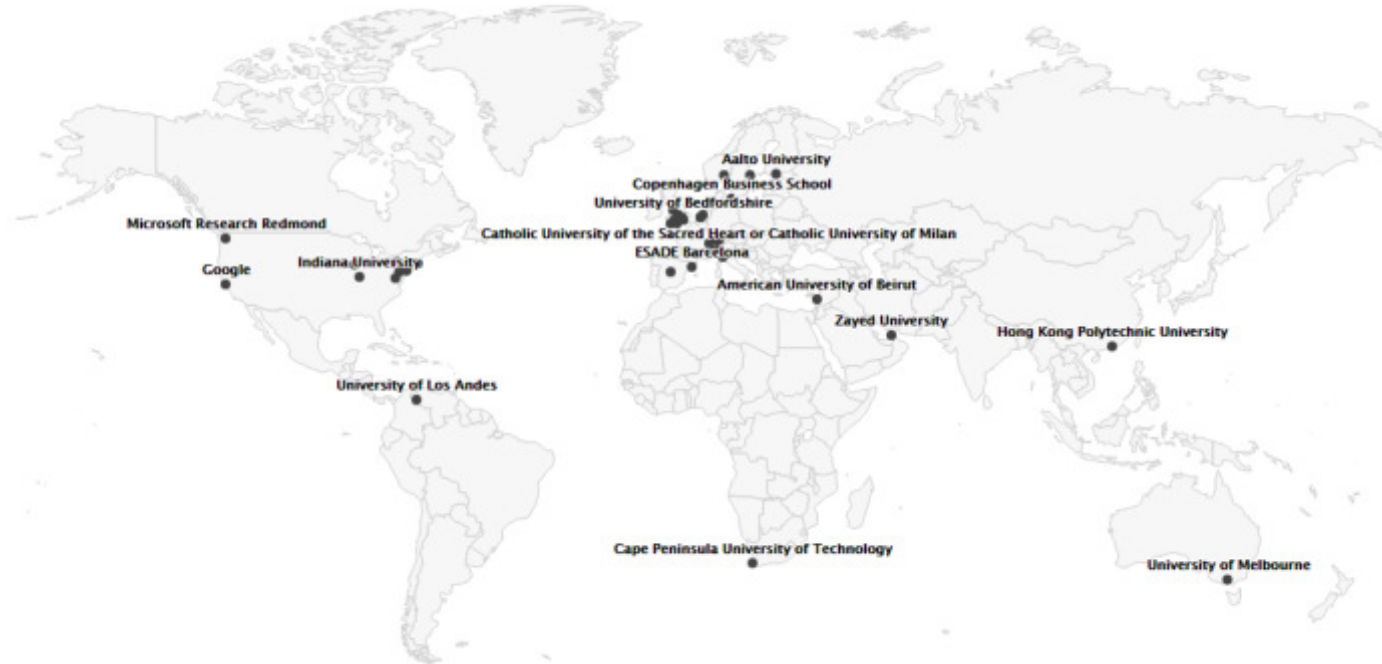 Aalto University
Copenhagen Business School
University of Bedfordshire
Microsoft Research Redmond
Catholic University of the Sacred Heart or Catholic University of Milan
ESADE Barcelona
Indiana University
Google
American University of Beirut
Zayed University
Hong Kong Polytechnic University
University of Los Andes
Cape Peninsula University of Technology
University of Melbourne